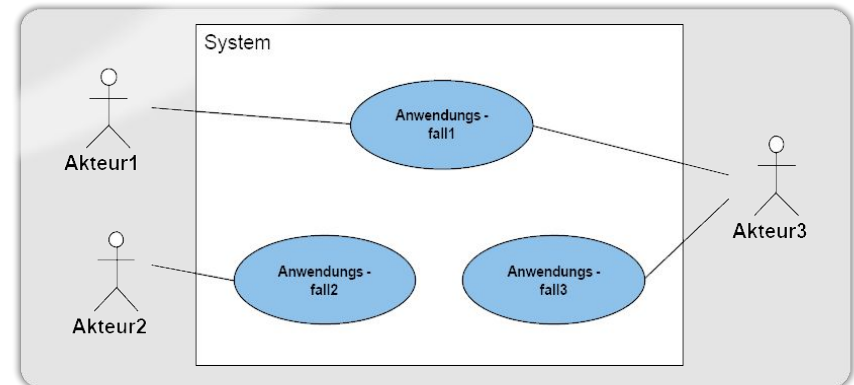 System
Anwendungs -
fall1
Akteur1
Akteur3
Anwendungs -
fall2
Anwendungs -
fall3
Akteur2